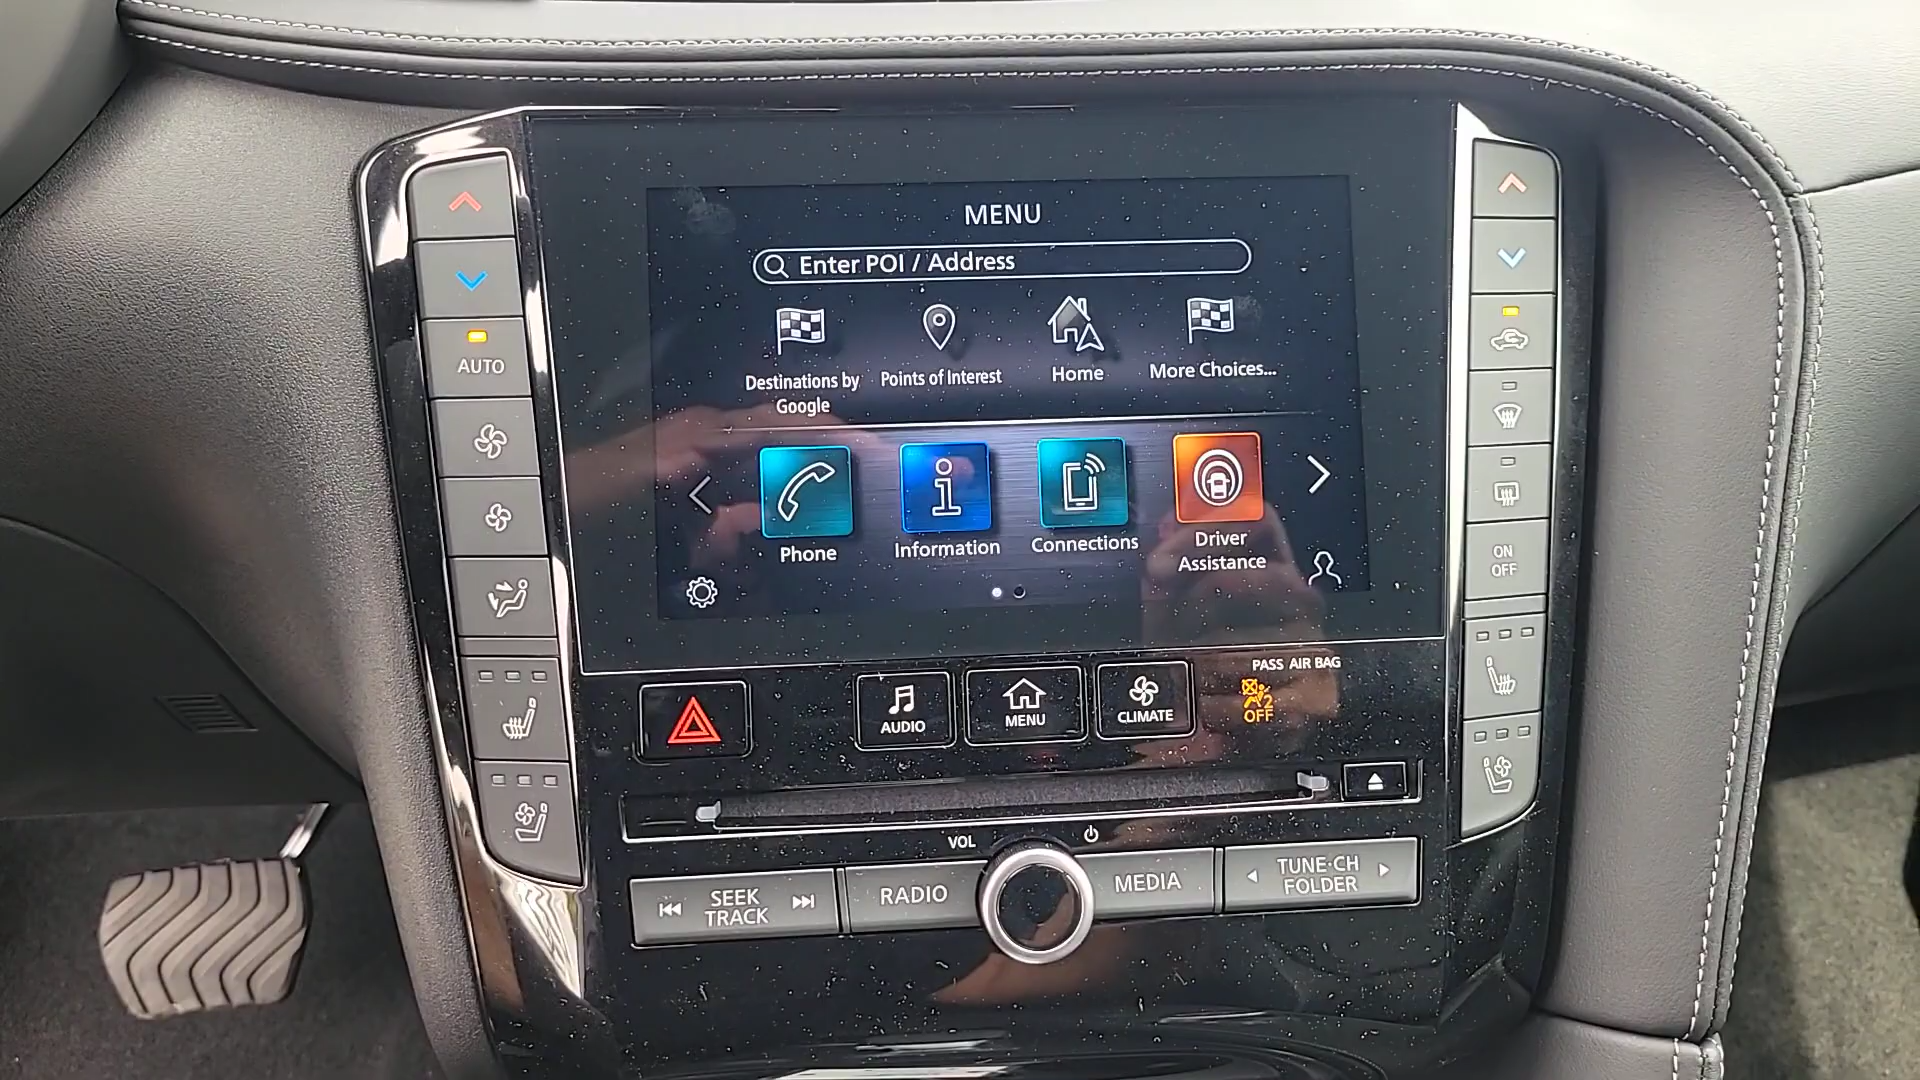 MENU
Enter POI / Address
Destinations by
Google
Points of Interest
Home
More Choices...
Phone
Information
Connections
Driver
Assistance
AUTO
ON
OFF
PASS AIR BAG
2
OFF
AUDIO
MENU
CLIMATE
VOL
SEEK
TRACK
RADIO
MEDIA
TUNE·CH
FOLDER